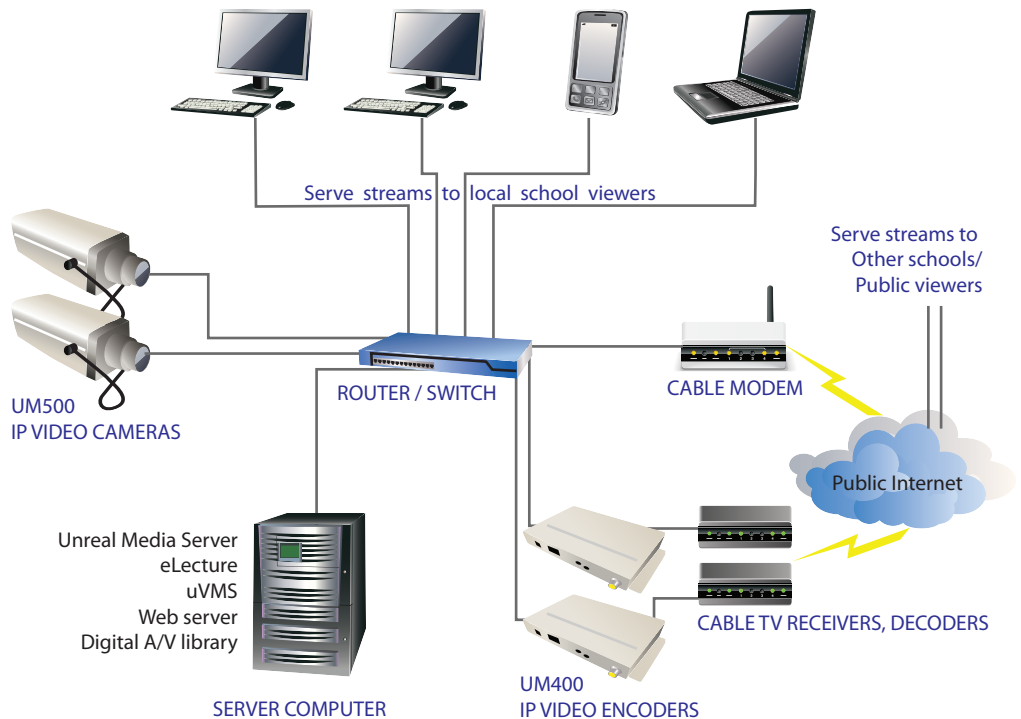 Serve streams to local school viewers
Serve streams to
Other schools/
Public viewers
ROUTER / SWITCH
CABLE MODEM
UM500
IP VIDEO CAMERAS
Public Internet
Unreal Media Server
eLecture
uVMS
Web server
Digital A/V library
CABLE TV RECEIVERS, DECODERS
UM400
IP VIDEO ENCODERS
SERVER COMPUTER